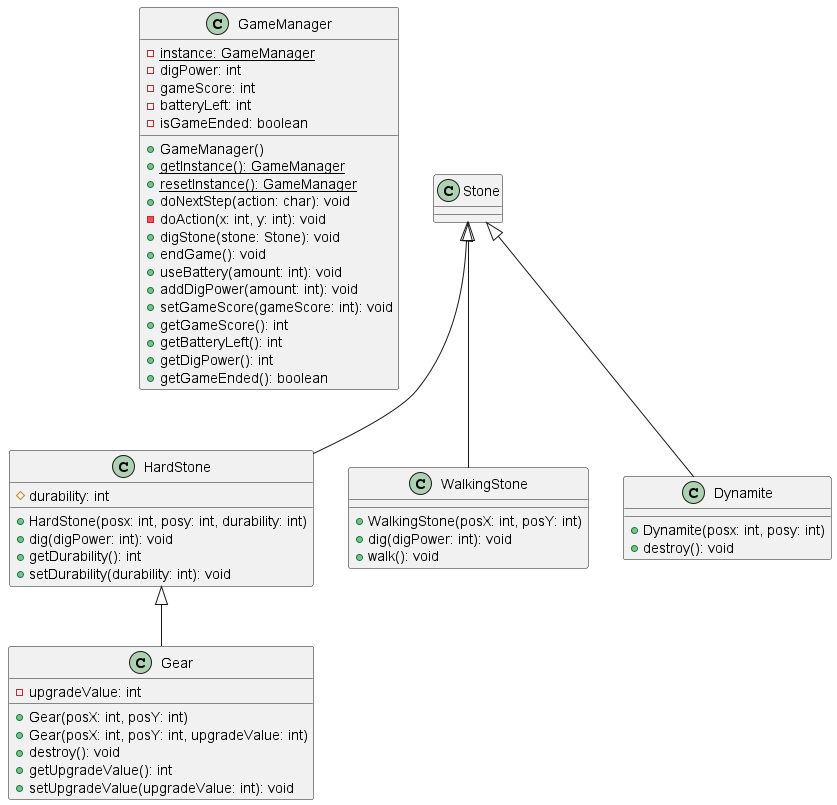 C GameManager
instance: GameManager
digPower: int
gameScore: int
batteryLeft: int
isGameEnded: boolean
GameManager()
getInstance(): GameManager
resetInstance(): GameManager
doNextStep(action: char): void
doAction(x: int, y: int): void
digStone(stone: Stone): void
endGame(): void
useBattery(amount: int): void
addDigPower(amount: int): void
setGameScore(gameScore: int): void
getGameScore(): int
getBatteryLeft(): int
getDigPower(): int
getGameEnded(): boolean
C Stone
C HardStone
durability: int
HardStone(posx: int, posy: int, durability: int)
dig(digPower: int): void
getDurability(): int
setDurability(durability: int): void
C WalkingStone
WalkingStone(posX: int, posY: int)
dig(digPower: int): void
walk(): void
C Dynamite
Dynamite(posx: int, posy: int)
destroy(): void
C Gear
upgradeValue: int
Gear(posX: int, posY: int)
Gear(posX: int, posY: int, upgradeValue: int)
destroy(): void
getUpgradeValue(): int
setUpgradeValue(upgradeValue: int): void